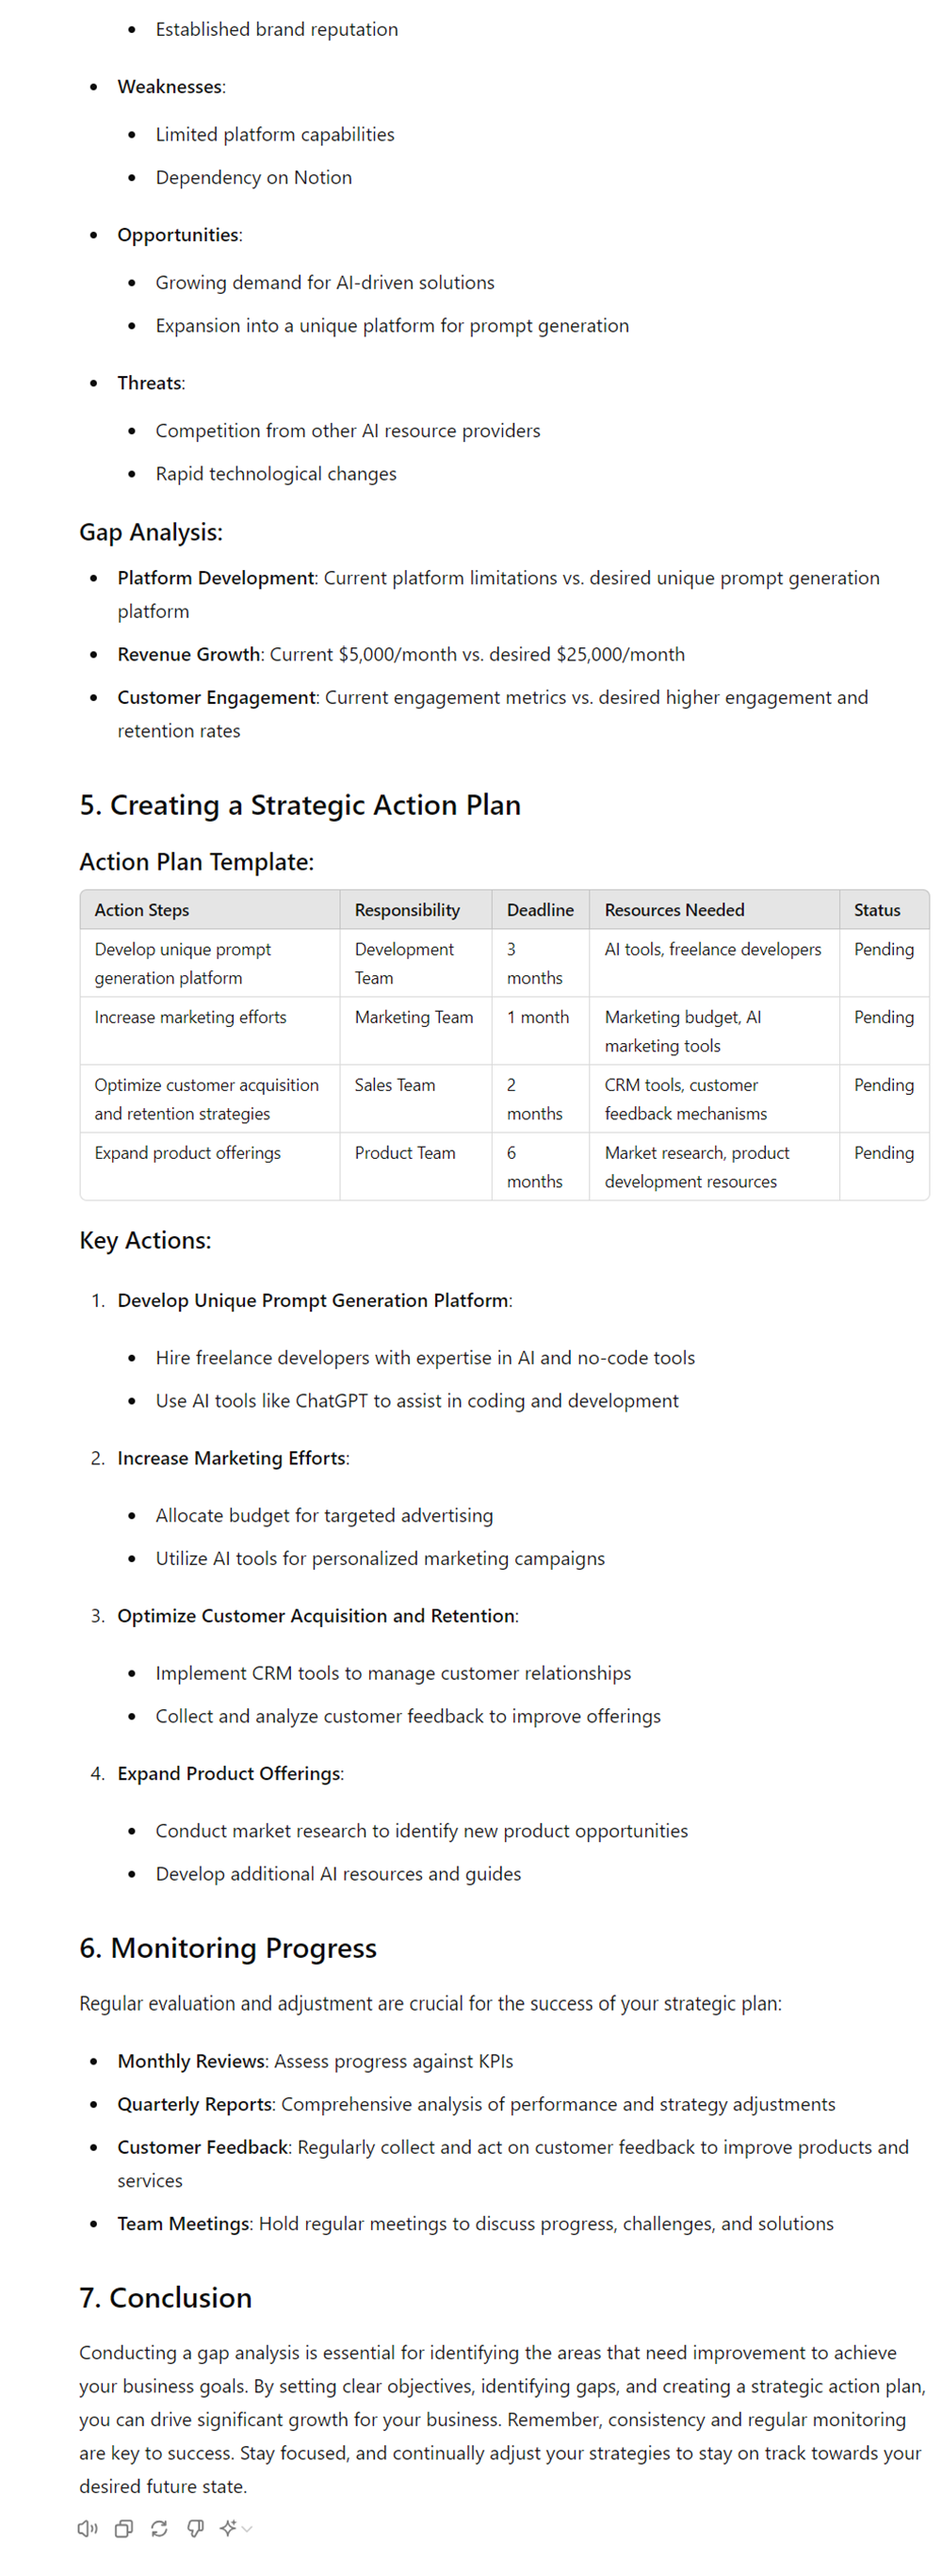 Established brand reputation
Weaknesses:
Limited platform capabilities
Dependency on Notion
Opportunities:
Growing demand for AI-driven solutions
Expansion into a unique platform for prompt generation
Threats:
Competition from other AI resource providers
Rapid technological changes
Gap Analysis:
Platform Development: Current platform limitations vs. desired unique prompt generation
platform
Revenue Growth: Current $5,000/month vs. desired $25,000/month
Customer Engagement: Current engagement metrics vs. desired higher engagement and
retention rates
5. Creating a Strategic Action Plan
Action Plan Template:
Action Steps Responsibility Deadline Resources Needed Status
Develop unique prompt Development 3 AI tools, freelance developers Pending
generation platform Team months
Increase marketing efforts Marketing Team 1 month Marketing budget, AI Pending
marketing tools
Optimize customer acquisition Sales Team 2 CRM tools, customer Pending
and retention strategies months feedback mechanisms
Expand product offerings Product Team 6 Market research, product Pending
months development resources
Key Actions:
1. Develop Unique Prompt Generation Platform:
Hire freelance developers with expertise in AI and no-code tools
Use AI tools like ChatGPT to assist in coding and development
2. Increase Marketing Efforts:
Allocate budget for targeted advertising
Utilize AI tools for personalized marketing campaigns
3. Optimize Customer Acquisition and Retention:
Implement CRM tools to manage customer relationships
Collect and analyze customer feedback to improve offerings
4. Expand Product Offerings:
Conduct market research to identify new product opportunities
Develop additional AI resources and guides
6. Monitoring Progress
Regular evaluation and adjustment are crucial for the success of your strategic plan:
Monthly Reviews: Assess progress against KPIs
Quarterly Reports: Comprehensive analysis of performance and strategy adjustments
Customer Feedback: Regularly collect and act on customer feedback to improve products and
services
Team Meetings: Hold regular meetings to discuss progress, challenges, and solutions
7. Conclusion
Conducting a gap analysis is essential for identifying the areas that need improvement to achieve
your business goals. By setting clear objectives, identifying gaps, and creating a strategic action plan,
you can drive significant growth for your business. Remember, consistency and regular monitoring
are key to success. Stay focused, and continually adjust your strategies to stay on track towards your
desired future state.